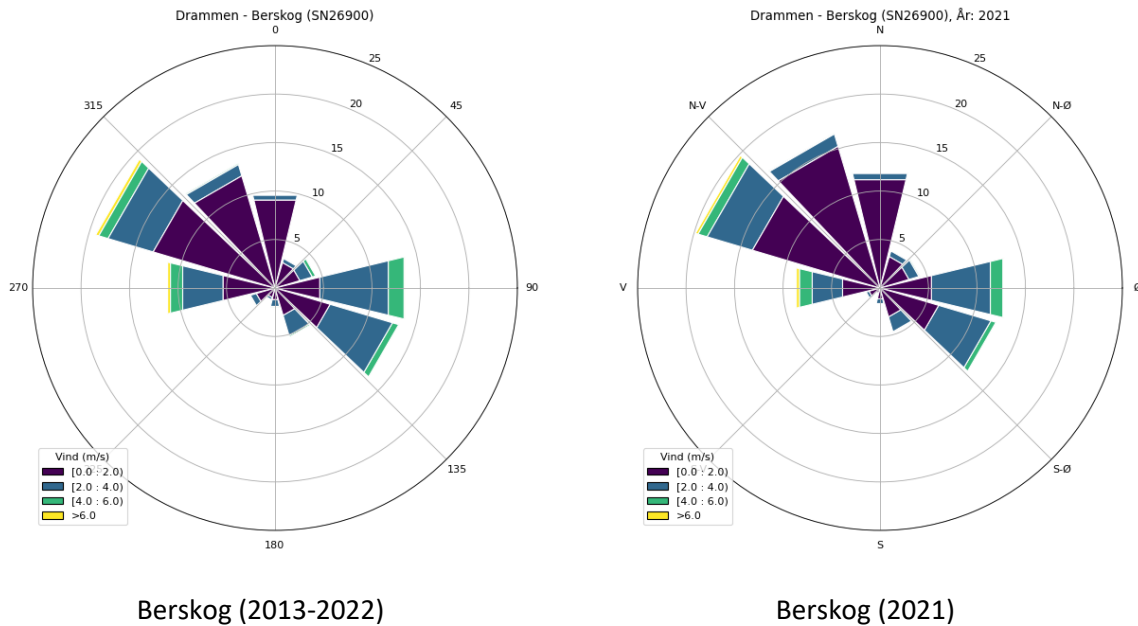 Drammen - Berskog (SN26900)
0
45
90
135
180
270
315
5
10
15
20
25
Vind (m/s)
[0.0 : 2.0)
[2.0 : 4.0)
[4.0 : 6.0)
>6.0
Berskog (2013-2022)
Drammen - Berskog (SN26900), År: 2021
N
N-Ø
S-Ø
S
V
N-V
5
10
15
20
25
Vind (m/s)
[0.0 : 2.0)
[2.0 : 4.0)
[4.0 : 6.0)
>6.0
Berskog (2021)